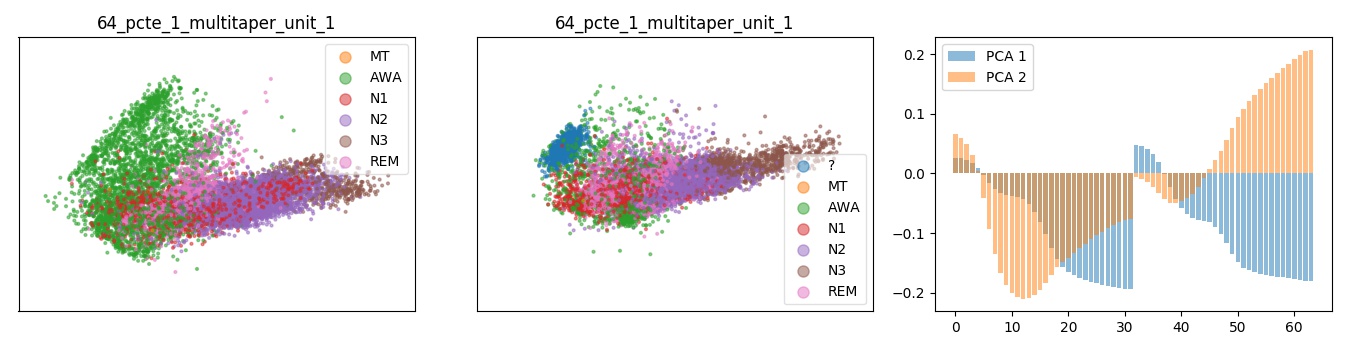 64_pcte_1_multitaper_unit_1
MT
AWA
N1
N2
N3
REM
64_pcte_1_multitaper_unit_1
?
MT
AWA
N1
N2
N3
REM
PCA 1
PCA 2
0.2
0.1
0.0
−0.1
−0.2
0 10 20 30 40 50 60